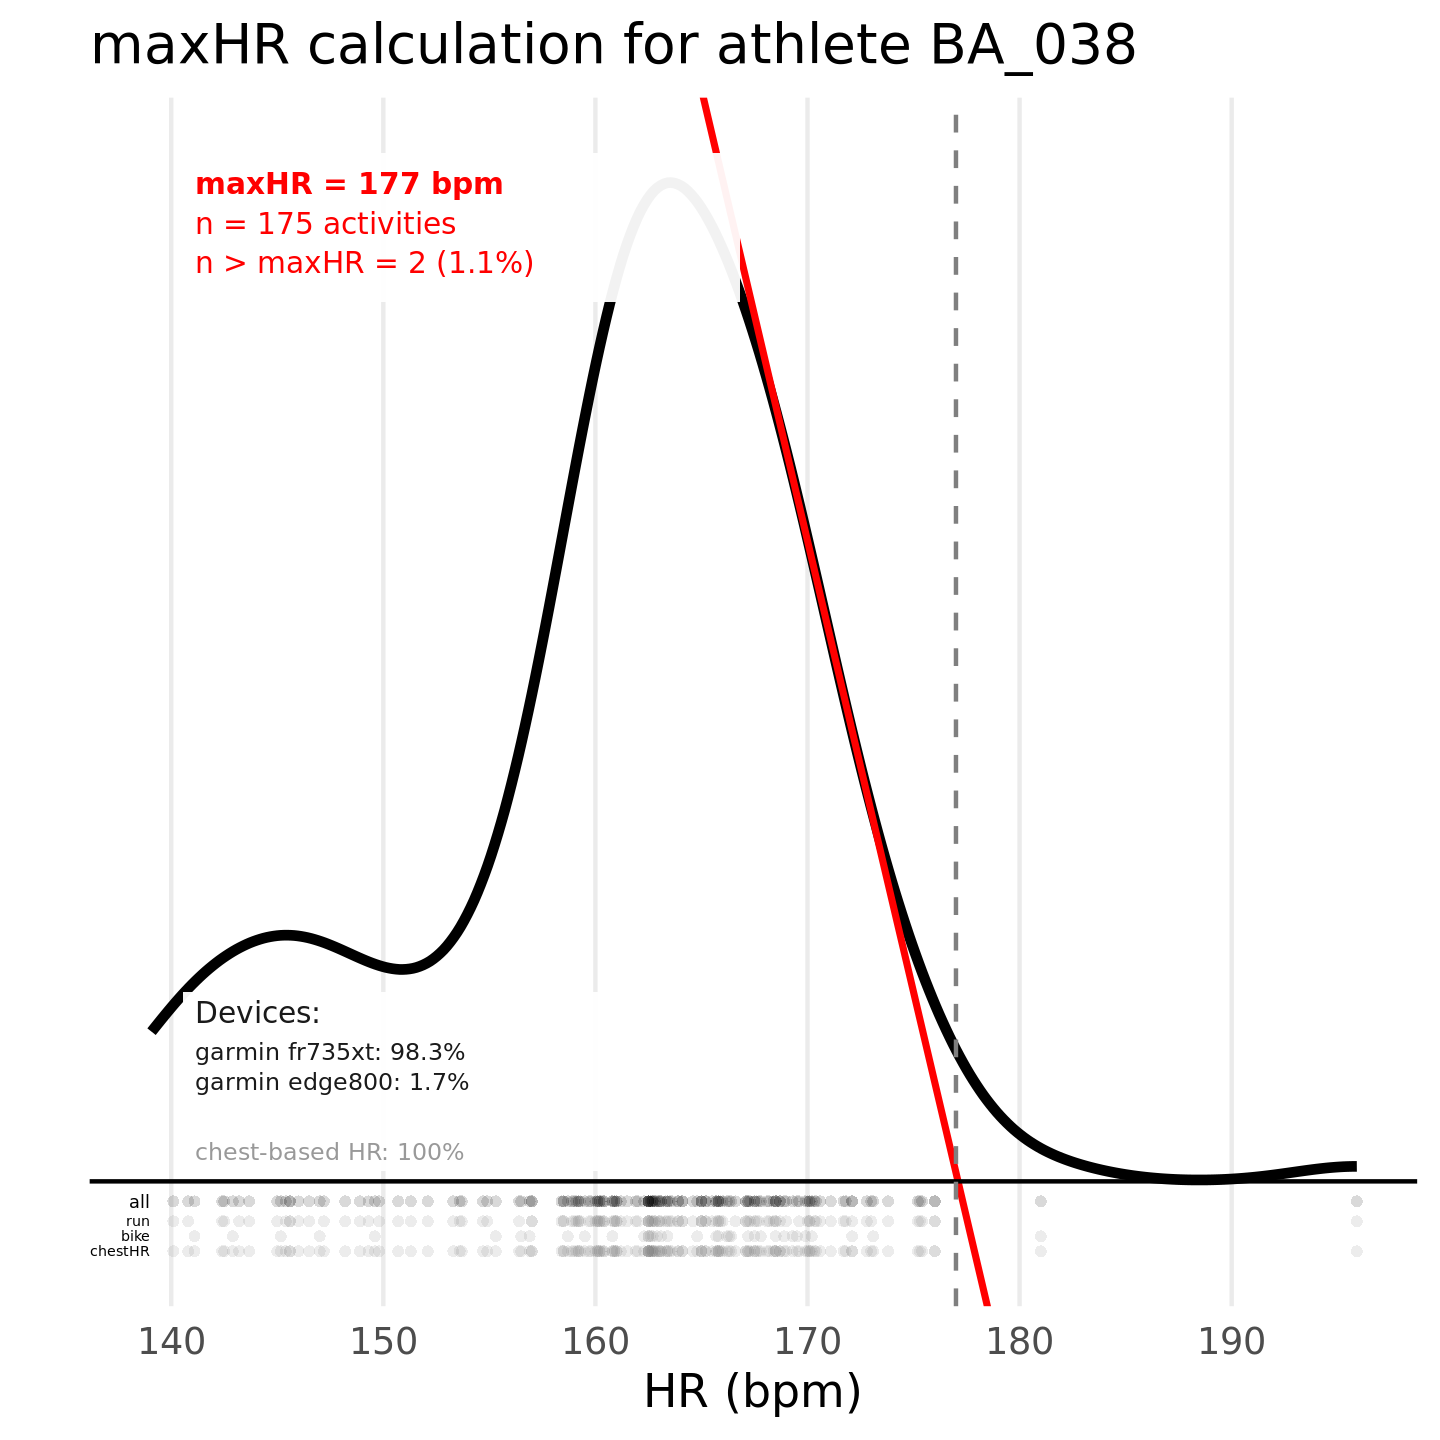 maxHR calculation for athlete BA_038
maxHR = 177 bpm
n = 175 activities
n > maxHR = 2 (1.1%)
Devices:
garmin fr735xt: 98.3%
garmin edge800: 1.7%
chest-based HR: 100%
all
run
bike
chestHR
140 150 160 170 180 190
HR (bpm)